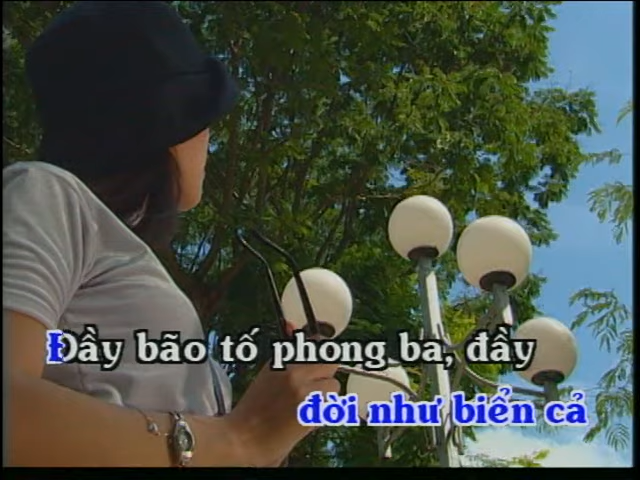 Đầy bão tố phong ba, đầy
đời như biển cả